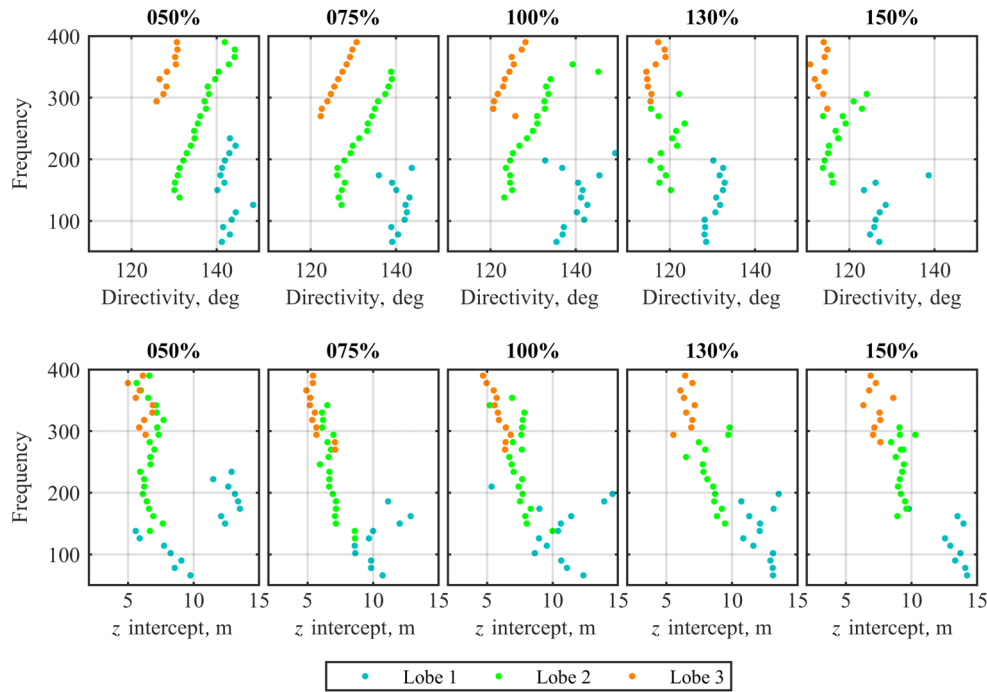 050% 075% 100% 130% 150%
400
300
200
100
Frequency
120 140 120 140 120 140 120 140 120 140
Directivity, deg Directivity, deg Directivity, deg Directivity, deg Directivity, deg
050% 075% 100% 130% 150%
400
300
200
100
Frequency
5 10 15 5 10 15 5 10 15 5 10 15 5 10 15
z intercept, m z intercept, m z intercept, m z intercept, m z intercept, m
Lobe 1 Lobe 2 Lobe 3